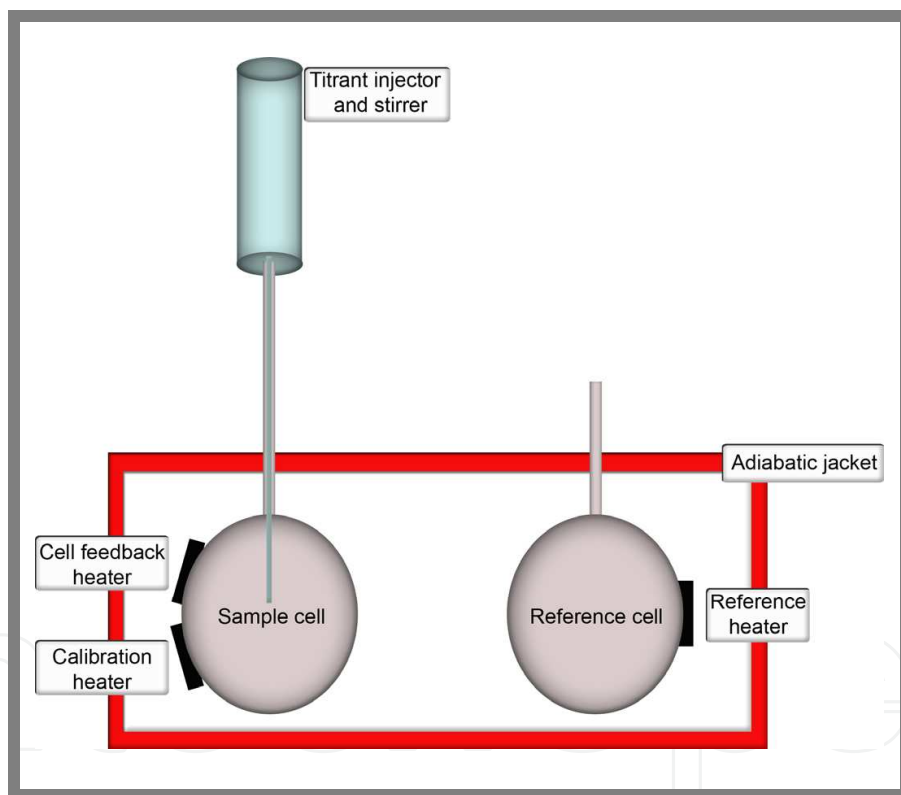 Titrant injector
and stirrer
Adiabatic jacket
Cell feedback
heater
Sample cell
Reference cell
Reference
heater
Calibration
heater